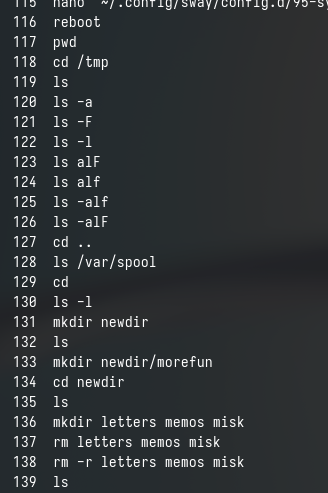 115 nano ~/.config/sway/config.d/95-sy
116 reboot
117 pwd
118 cd /tmp
119 ls
120 ls -a
121 ls -F
122 ls -l
123 ls alF
124 ls alf
125 ls -alf
126 ls -alF
127 cd ..
128 ls /var/spool
129 cd
130 ls -l
131 mkdir newdir
132 ls
133 mkdir newdir/morefun
134 cd newdir
135 ls
136 mkdir letters memos misk
137 rm letters memos misk
138 rm -r letters memos misk
139 ls